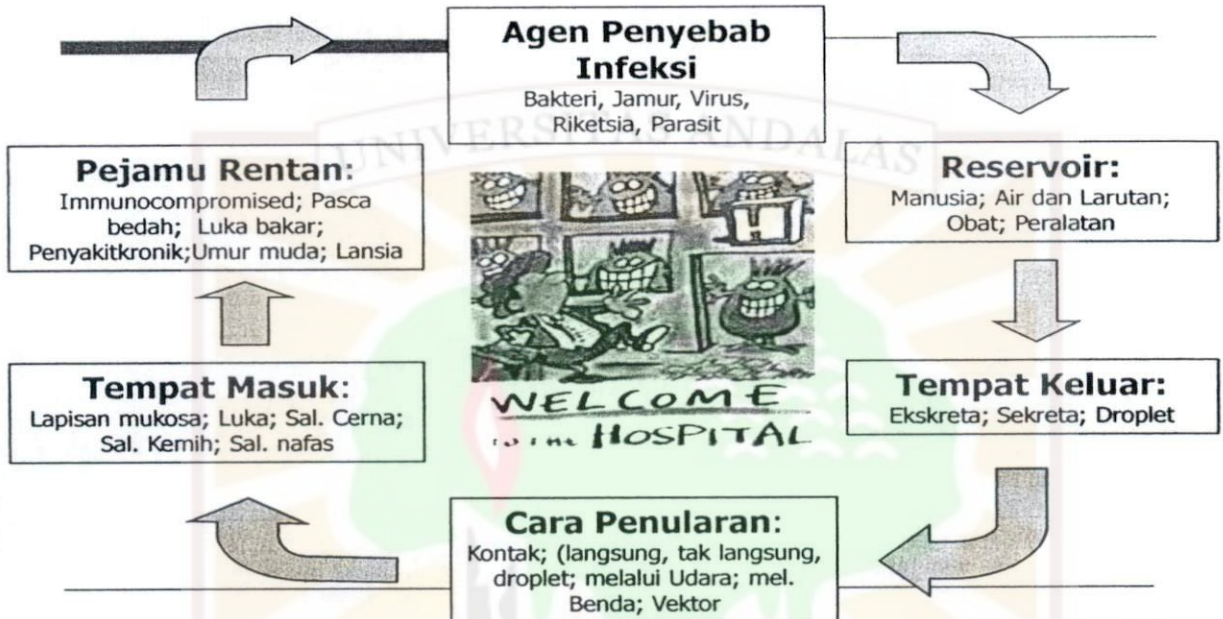 Agen Penyebab
Infeksi
Bakteri, Jamur, Virus,
Riketsia, Parasit
UNIVERSITAS ANDALAS
Pejamu Rentan:
Immunocompromised; Pasca
bedah; Luka bakar;
Penyakitkronik;Umur muda; Lansia
Reservoir:
Manusia; Air dan Larutan;
Obat; Peralatan
Tempat Masuk:
Lapisan mukosa; Luka; Sal. Cerna;
Sal. Kemih; Sal. nafas
WELCOME
HOSPITAL
Tempat Keluar:
Ekskreta; Sekreta; Droplet
Cara Penularan:
Kontak; (langsung, tak langsung,
droplet; melalui Udara; mel.
Benda; Vektor